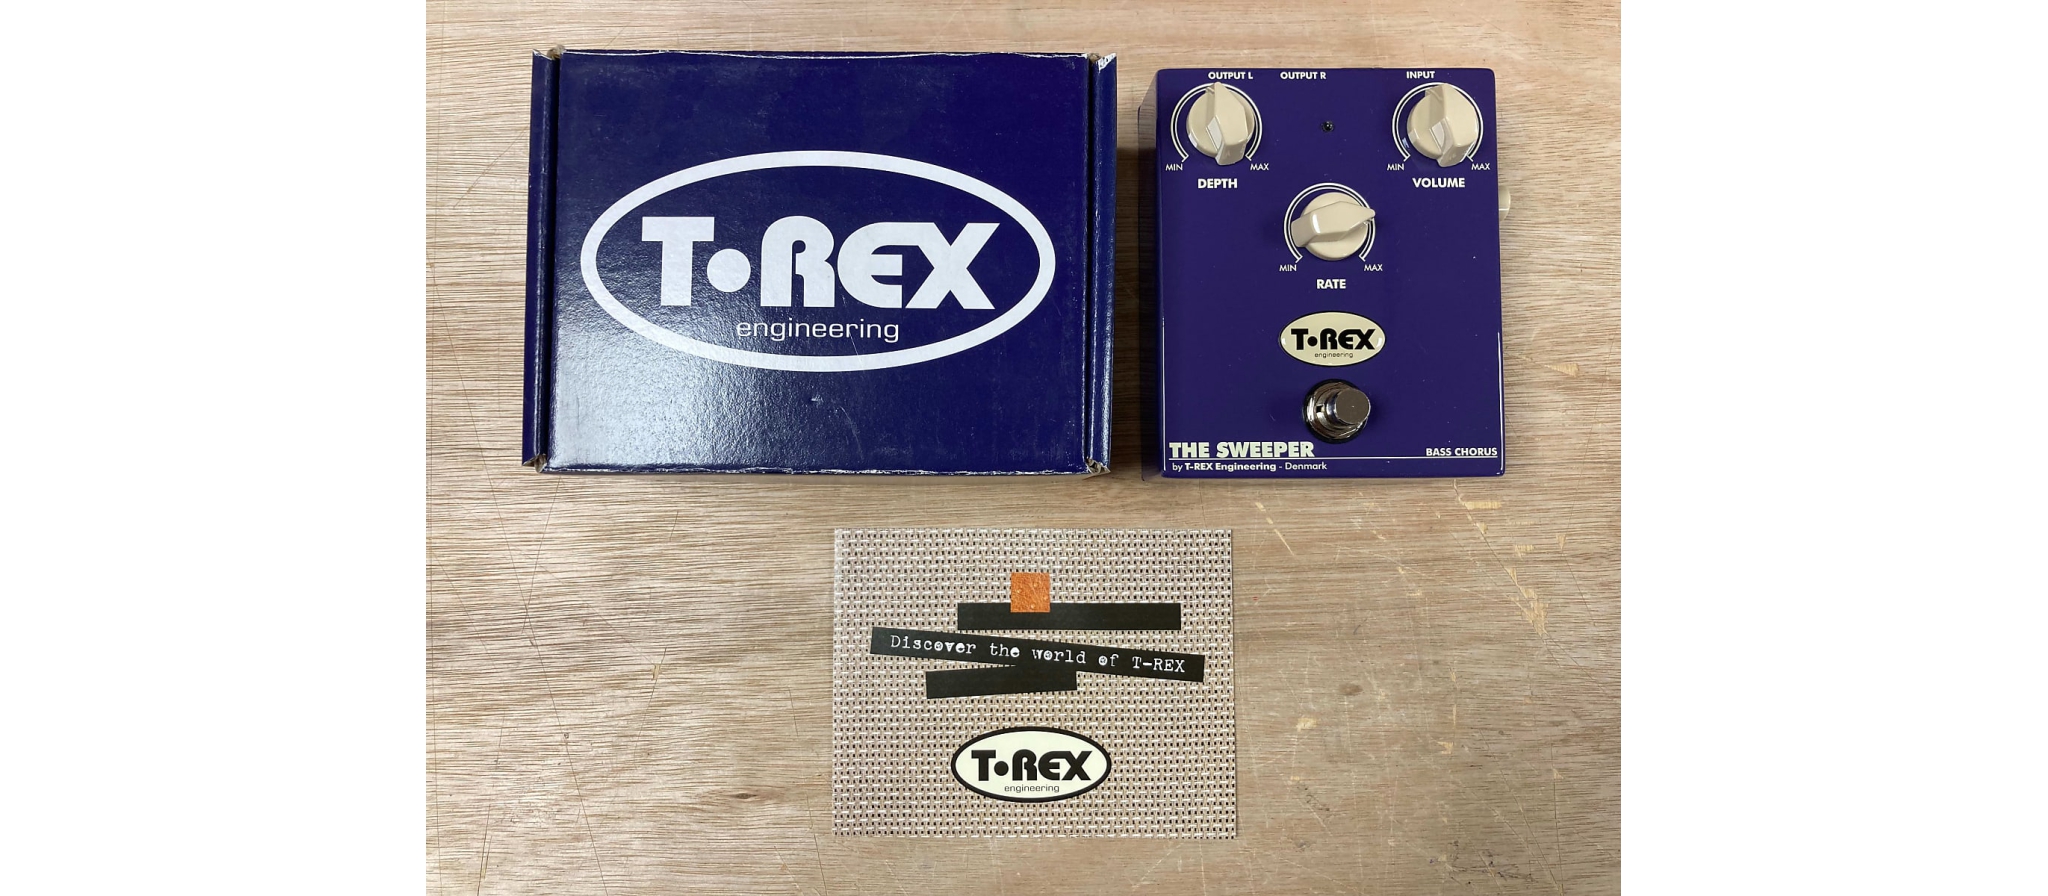 T•REX
engineering
OUTPUT L OUTPUT R INPUT
MIN MAX MIN MAX
DEPTH VOLUME
MIN MAX
RATE
T•REX
engineering
THE SWEEPER BASS CHORUS
by T-REX Engineering - Denmark
Discover the world of T-REX
T•REX
engineering